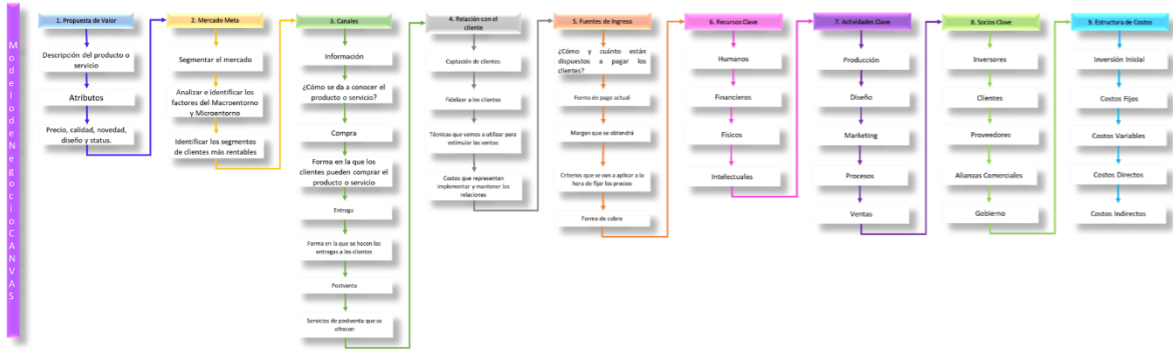 Modelo de Negocio CANVAS
1. Propuesta de Valor
Descripción del producto o
servicio
Atributos
Precio, calidad, novedad,
diseño y status.
2. Mercado Meta
Segmentar el mercado
Analizar e identificar los
factores del Macroentorno
y Microentorno
Identificar los segmentos
de clientes más rentables
3. Canales
Información
¿Cómo se da a conocer el
producto o servicio?
Compra
Forma en la que los
clientes pueden comprar el
producto o servicio
Entrega
Forma en la que se hacen las
entregas a los clientes
Postventa
Servicios de postventa que se
ofrecen
4. Relación con el
cliente
Captación de clientes
Fidelizar a los clientes
Técnicas que vamos a utilizar para
estimular las ventas
Costos que representan
implementar y mantener las
relaciones
5. Fuentes de Ingreso
¿Cómo y cuánto están
dispuestos a pagar los
clientes?
Forma de pago actual
Margen que se obtendrá
Criterios que se van a aplicar a la
hora de fijar los precios
Forma de cobro
6. Recursos Clave
Humanos
Financieros
Físicos
Intelectuales
7. Actividades Clave
Producción
Diseño
Marketing
Procesos
Ventas
8. Socios Clave
Inversores
Clientes
Proveedores
Alianzas Comerciales
Gobierno
9. Estructura de Costos
Inversión Inicial
Costos Fijos
Costos Variables
Costos Directos
Costos Indirectos